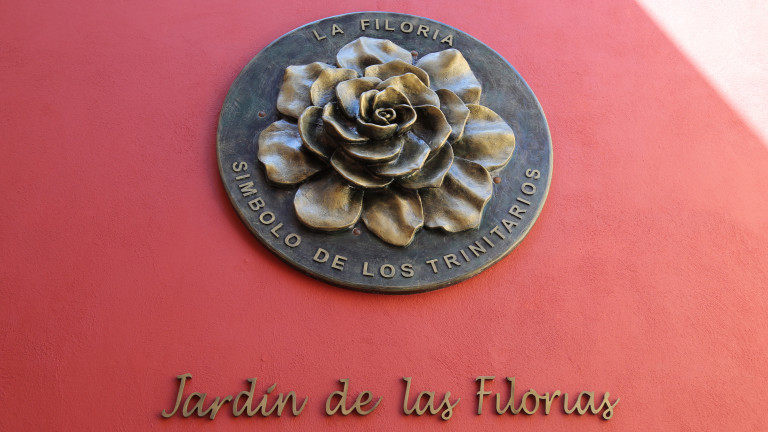 LA FILORIA
SIMBOLO DE LOS TRINITARIOS
Jardín de las Filorias